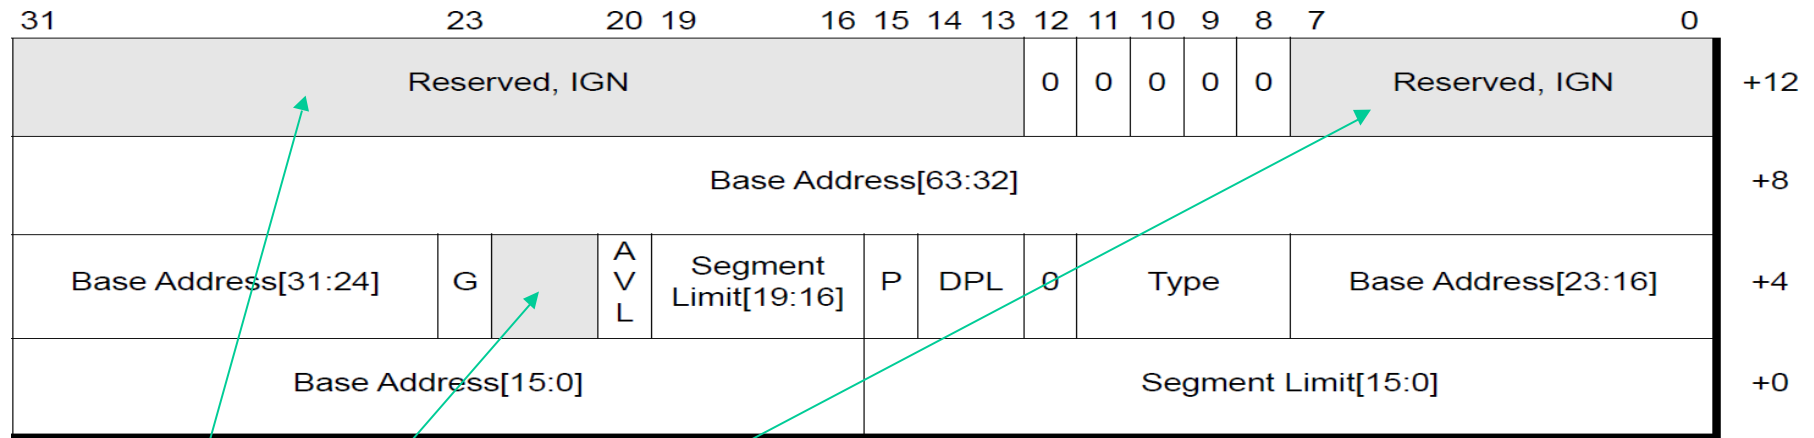 31 23 20 19 16 15 14 13 12 11 10 9 8 7 0
Reserved, IGN 0 0 0 0 0 Reserved, IGN +12
Base Address[63:32] +8
Base Address[31:24] G AVL Segment Limit[19:16] P DPL 0 Type Base Address[23:16] +4
Base Address[15:0] Segment Limit[15:0] +0